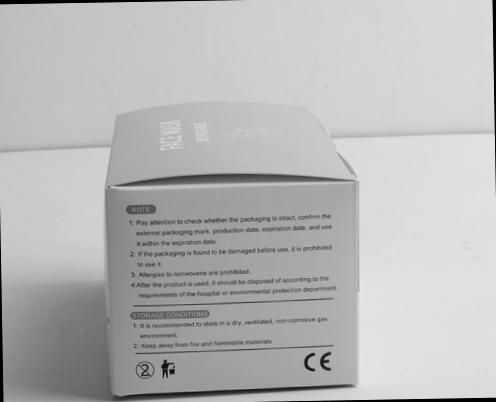 FACE MASK
DISPOSABLE
NOTE
1: Pay attention to check whether the packaging is intact, confirm the
external packaging mark, production date, expiration date, and use
it within the expiration date.
2: If the packaging is found to be damaged before use, it is prohibited
to use it.
3: Allergies to nonwovens are prohibited.
4:After the product is used, it should be disposed of according to the
requirements of the hospital or environmental protection department.
STORAGE CONDITIONS
1: It is recommended to store in a dry, ventilated, non-corrosive gas
environment.
2: Keep away from fire and flammable materials.
2
CE